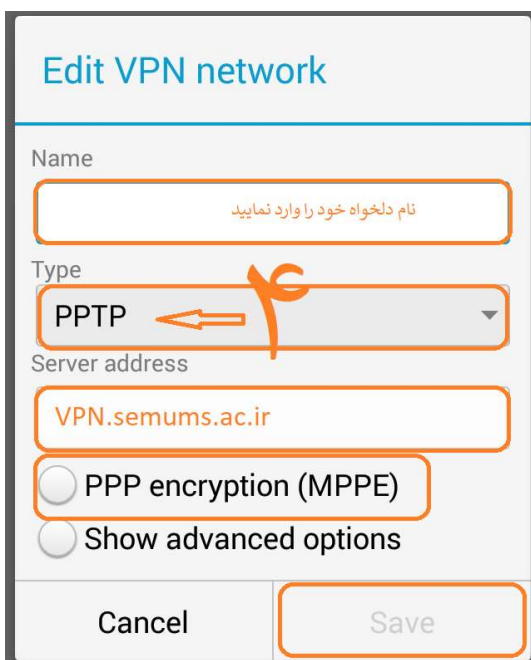 Edit VPN network
Name
نام دلخواه خود را وارد نمایید
Type
۴
PPTP
Server address
VPN.semums.ac.ir
PPP encryption (MPPE)
Show advanced options
Cancel
Save